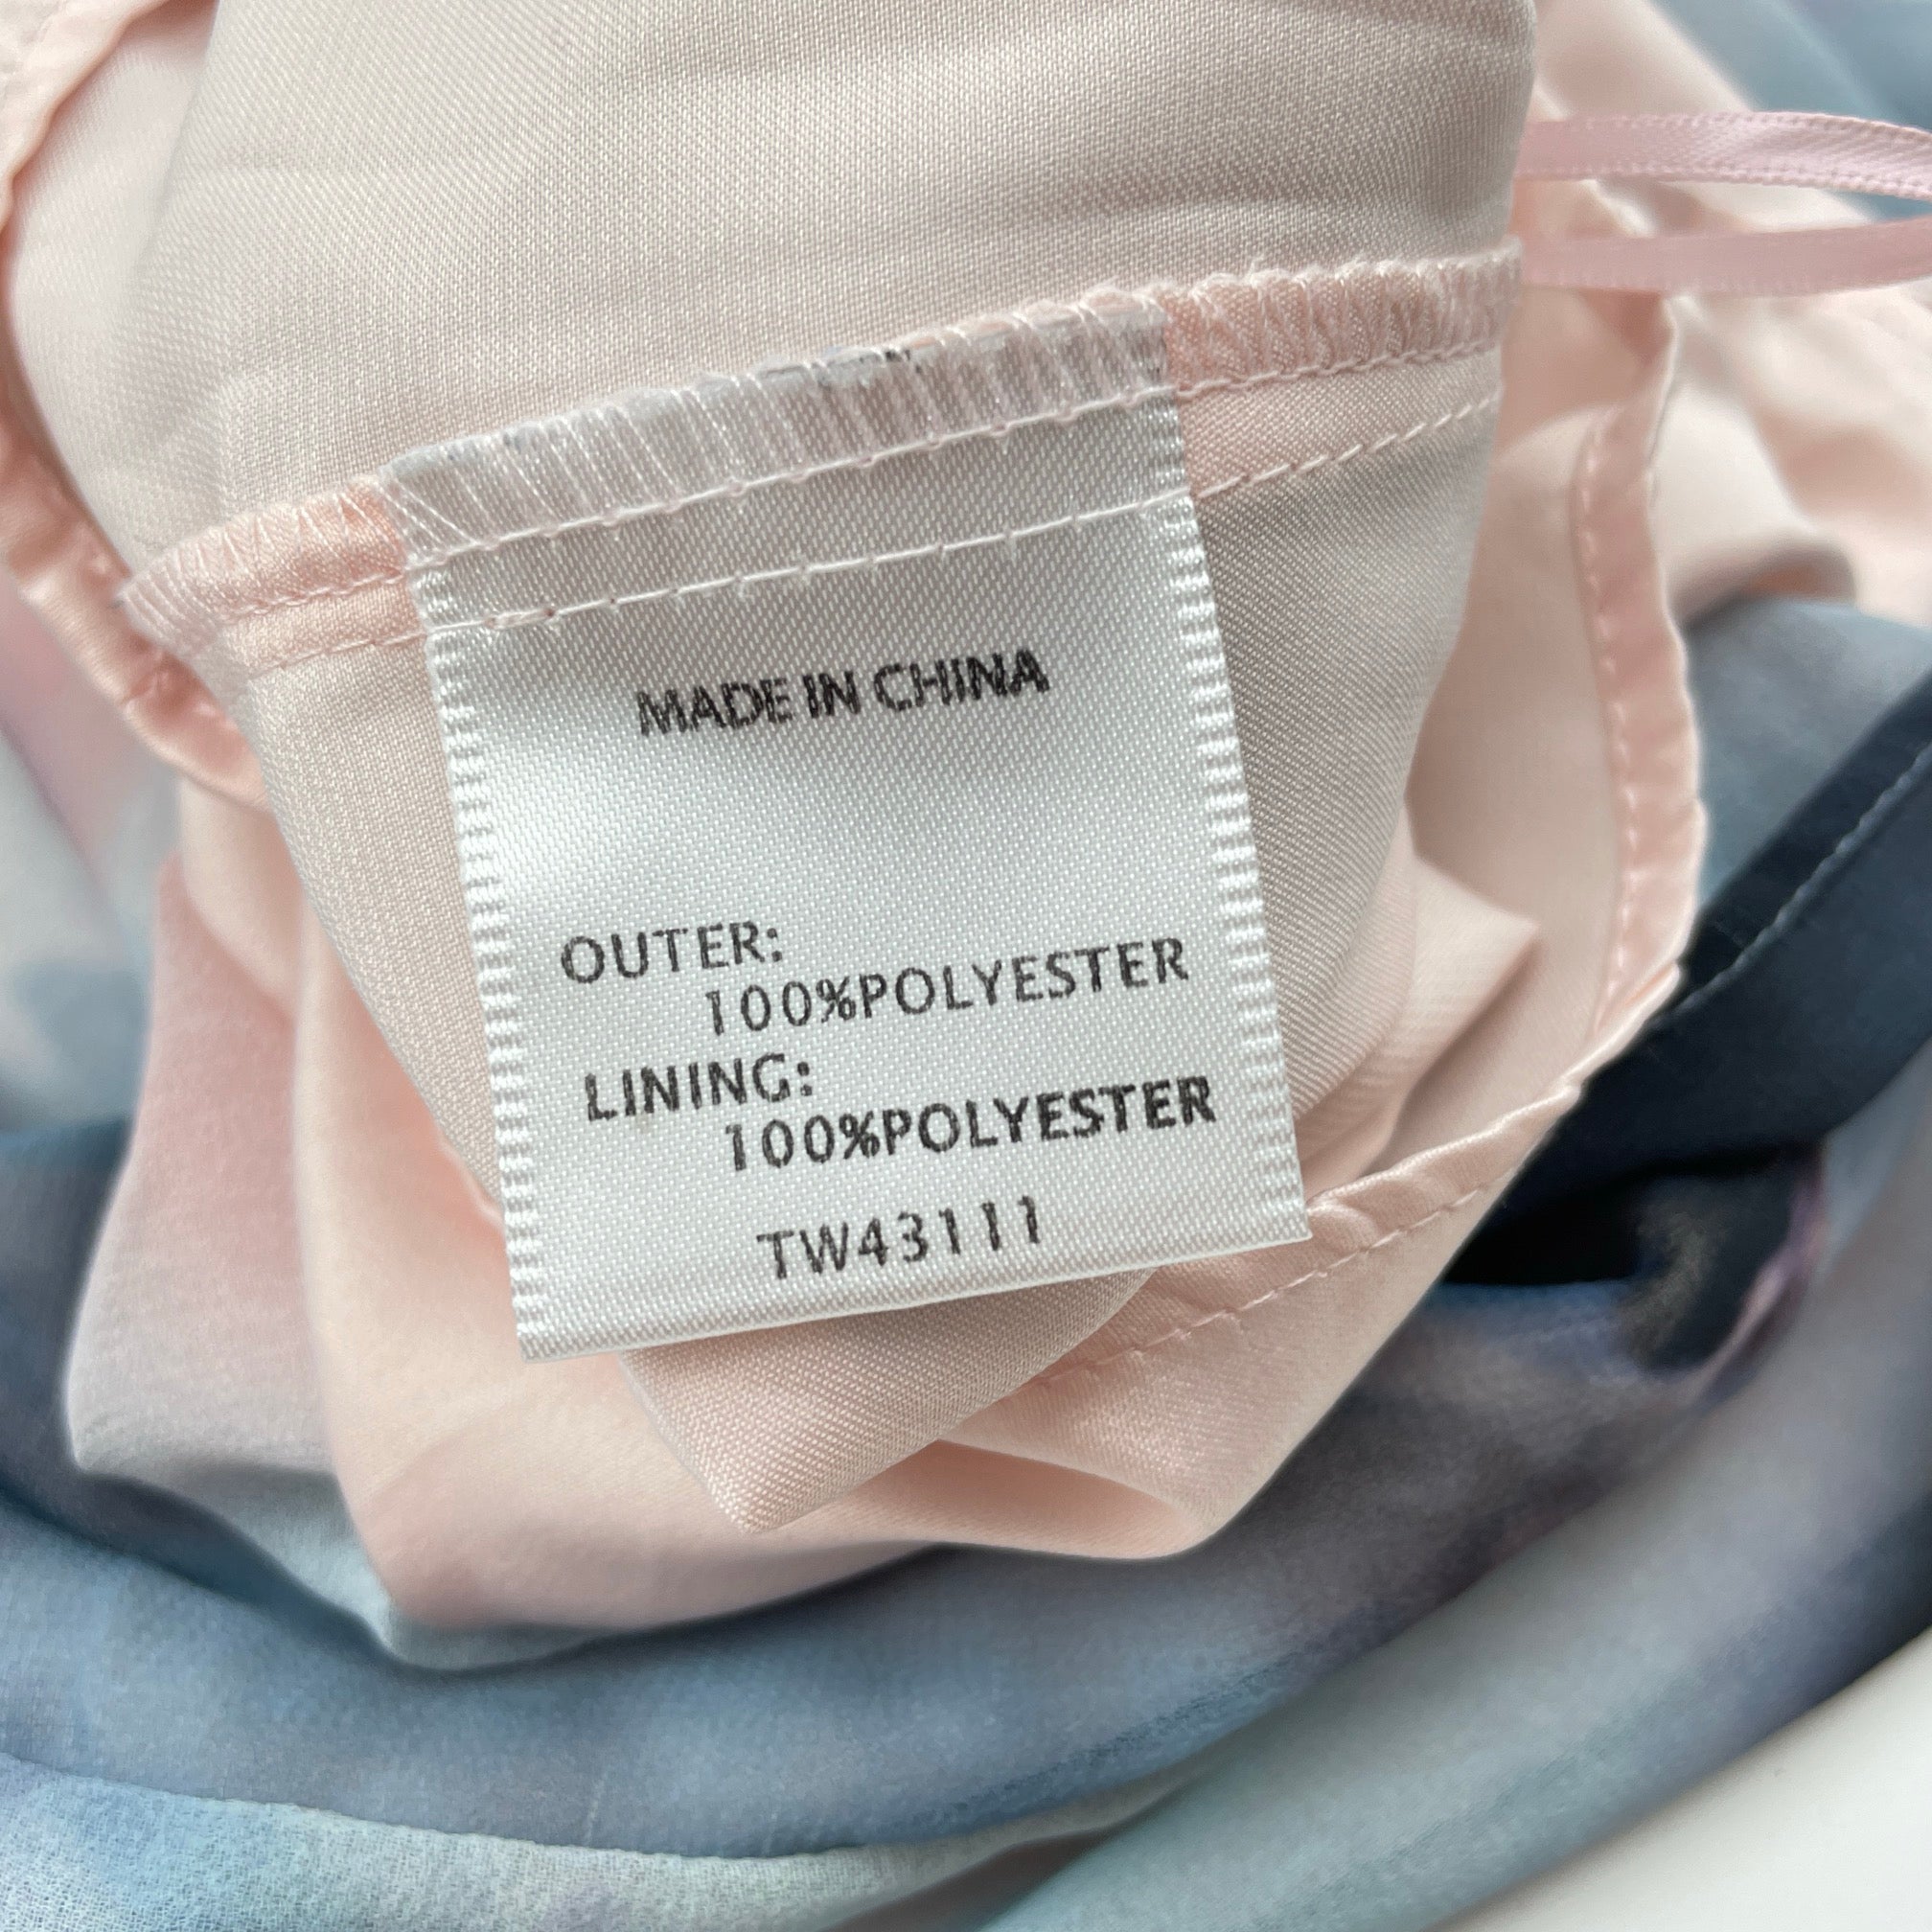 MADE IN CHINA
OUTER:
100%POLYESTER
LINING:
100%POLYESTER
TW43111